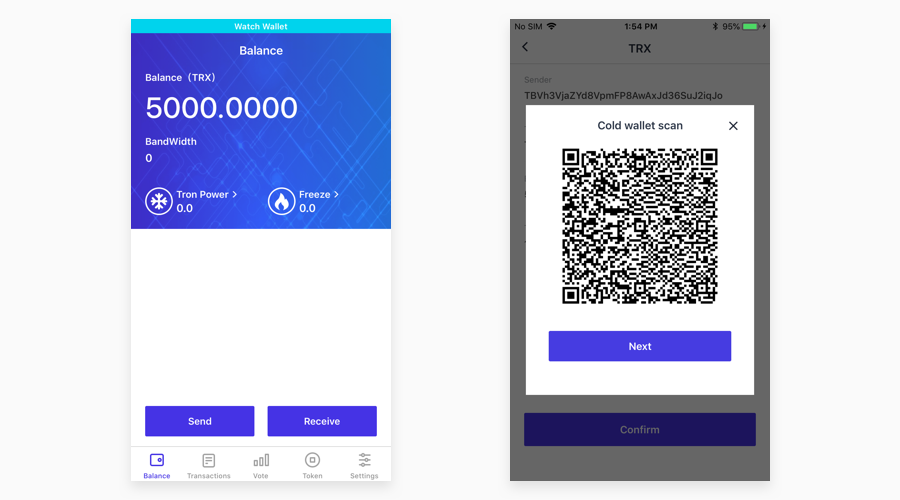 Watch Wallet
Balance
Balance（TRX）
5000.0000
BandWidth
0
Tron Power
0.0
Freeze
0.0
Send
Receive
Balance
Transactions
Vote
Token
Settings
No SIM
1:54 PM
95%
TRX
Sender
TBVh3VjaZYd8VpmFP8AwAxJd36SuJ2iqJo
Cold wallet scan
Next
Confirm